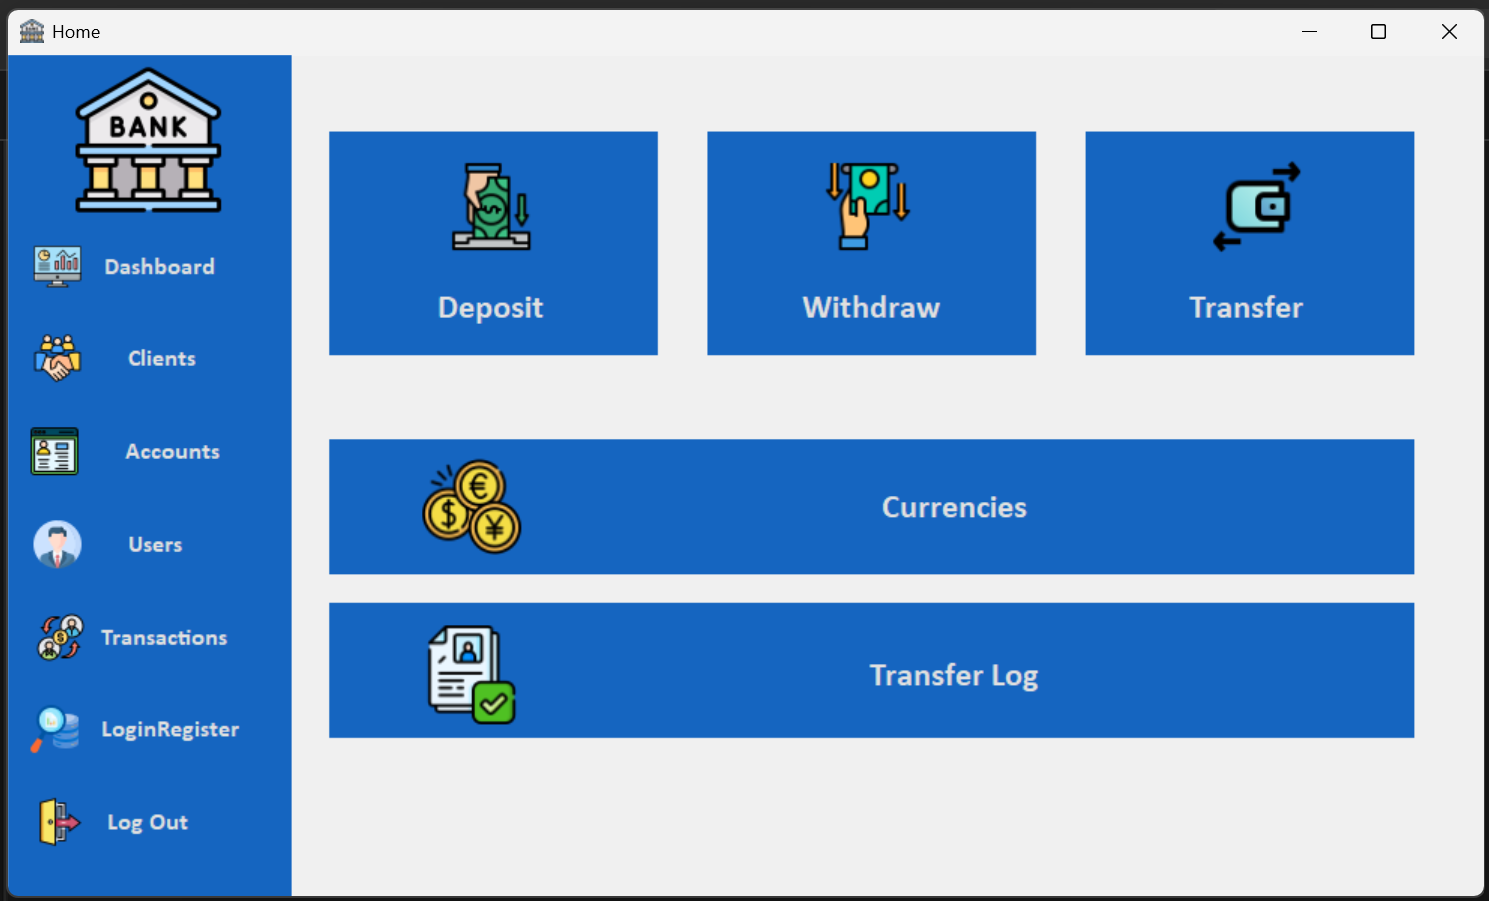 Home
BANK
Dashboard
Clients
Accounts
Users
Transactions
LoginRegister
Log Out
Deposit
Withdraw
Transfer
Currencies
Transfer Log